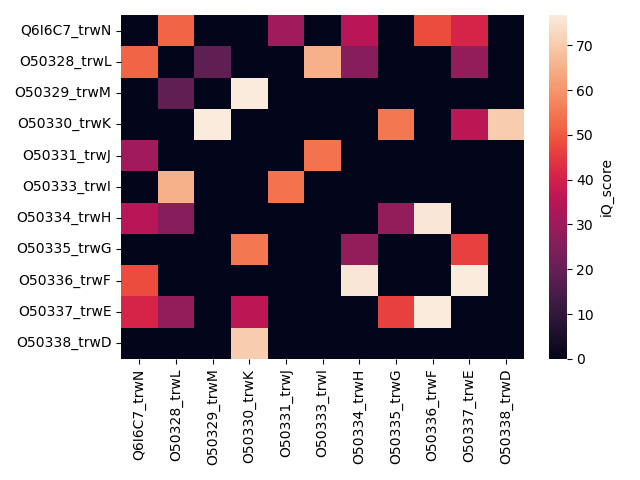 Q6I6C7_trwN
O50328_trwL
O50329_trwM
O50330_trwK
O50331_trwJ
O50333_trwI
O50334_trwH
O50335_trwG
O50336_trwF
O50337_trwE
O50338_trwD
Q6I6C7_trwN
O50328_trwL
O50329_trwM
O50330_trwK
O50331_trwJ
O50333_trwI
O50334_trwH
O50335_trwG
O50336_trwF
O50337_trwE
O50338_trwD
70
60
50
40
30
20
10
0
iQ_score